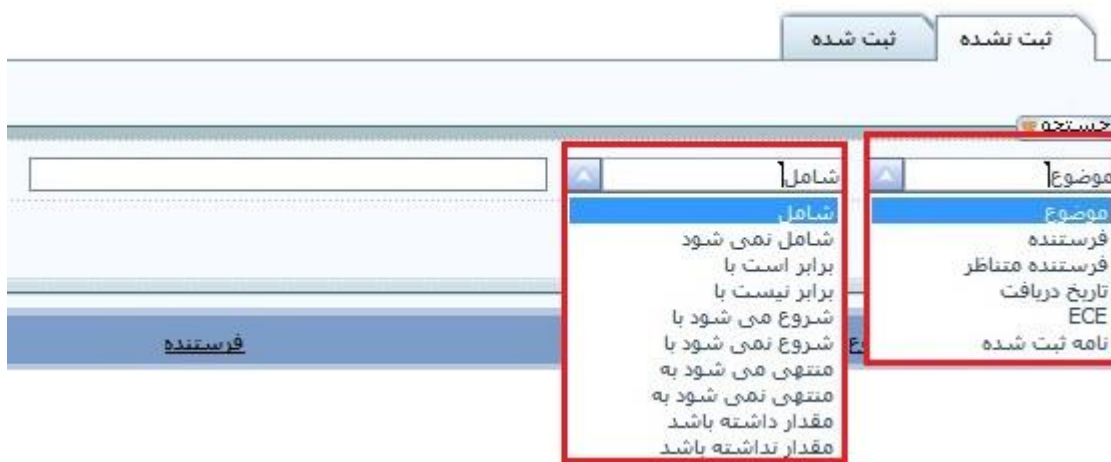 ثبت نشده
ثبت شده
جستجو
موضوع
شامل
موضوع
فرستنده
فرستنده متناظر
تاریخ دریافت
ECE
نامه ثبت شده
شامل
شامل نمی شود
برابر است با
برابر نیست با
شروع می شود با
شروع نمی شود با
منتهی می شود به
منتهی نمی شود به
مقدار داشته باشد
مقدار نداشته باشد
فرستنده